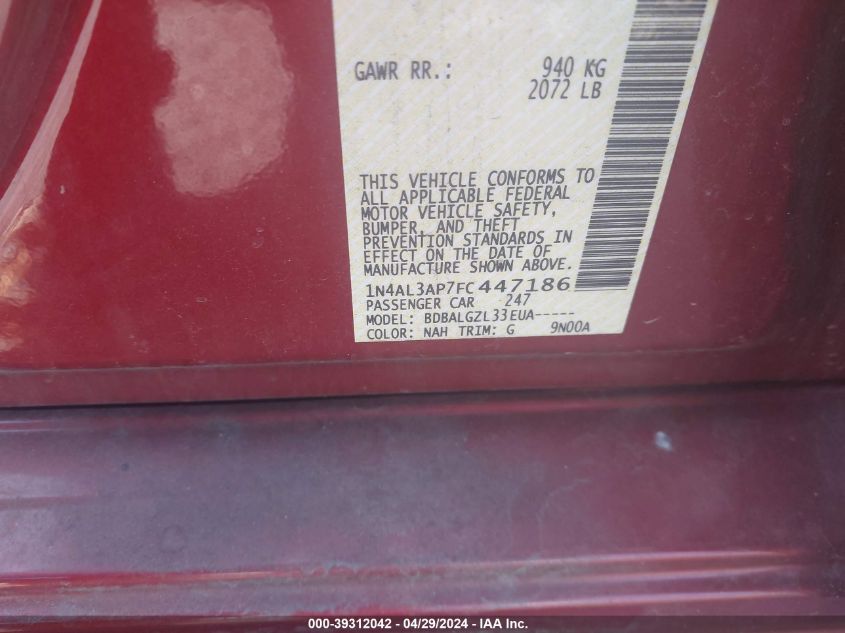 GAWR RR.: 940 KG
2072 LB
THIS VEHICLE CONFORMS TO
ALL APPLICABLE FEDERAL
MOTOR VEHICLE SAFETY,
BUMPER, AND THEFT
PREVENTION STANDARDS IN
EFFECT ON THE DATE OF
MANUFACTURE SHOWN ABOVE.
1N4AL3AP7FC447186
PASSENGER CAR 247
MODEL: BDBALGZL33EUA-----
COLOR: NAH TRIM: G 9N00A
000-39312042 - 04/29/2024 - IAA Inc.